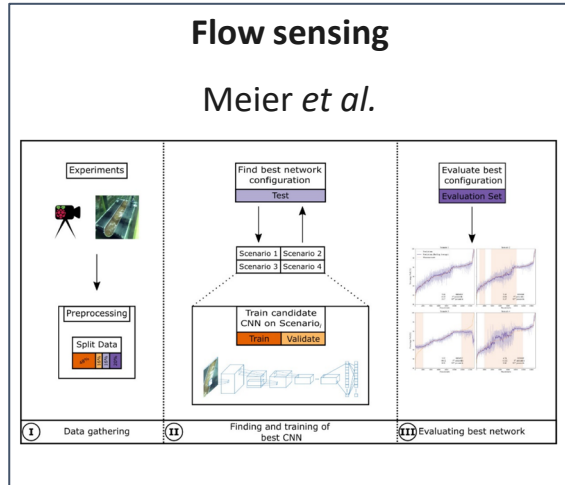 Flow sensing
Meier et al.
Experiments
Preprocessing
Split Data
I
Data gathering
Find best network
configuration
Test
Scenario 1
Scenario 2
Scenario 3
Scenario 4
Train candidate
CNN on Scenarioᵢ
Train
Validate
II
Finding and training of
best CNN
Evaluate best
configuration
Evaluation Set
III
Evaluating best network